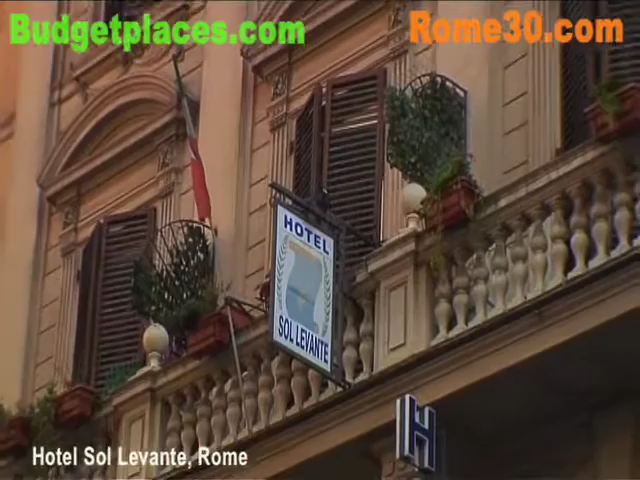 Budgetplaces.com
Rome30.com
HOTEL
SOL LEVANTE
H
Hotel Sol Levante, Rome